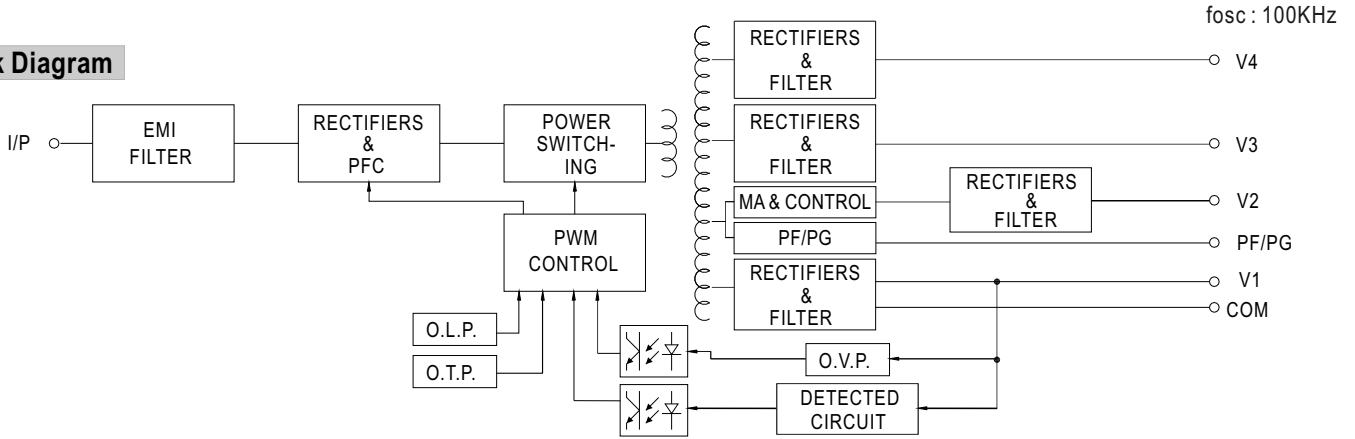 fosc : 100KHz
k Diagram
I/P
EMI
FILTER
RECTIFIERS
&
PFC
POWER
SWITCH-
ING
PWM
CONTROL
O.L.P.
O.T.P.
RECTIFIERS
&
FILTER
V4
RECTIFIERS
&
FILTER
V3
MA & CONTROL
RECTIFIERS
&
FILTER
V2
PF/PG
PF/PG
RECTIFIERS
&
FILTER
V1
COM
O.V.P.
DETECTED
CIRCUIT